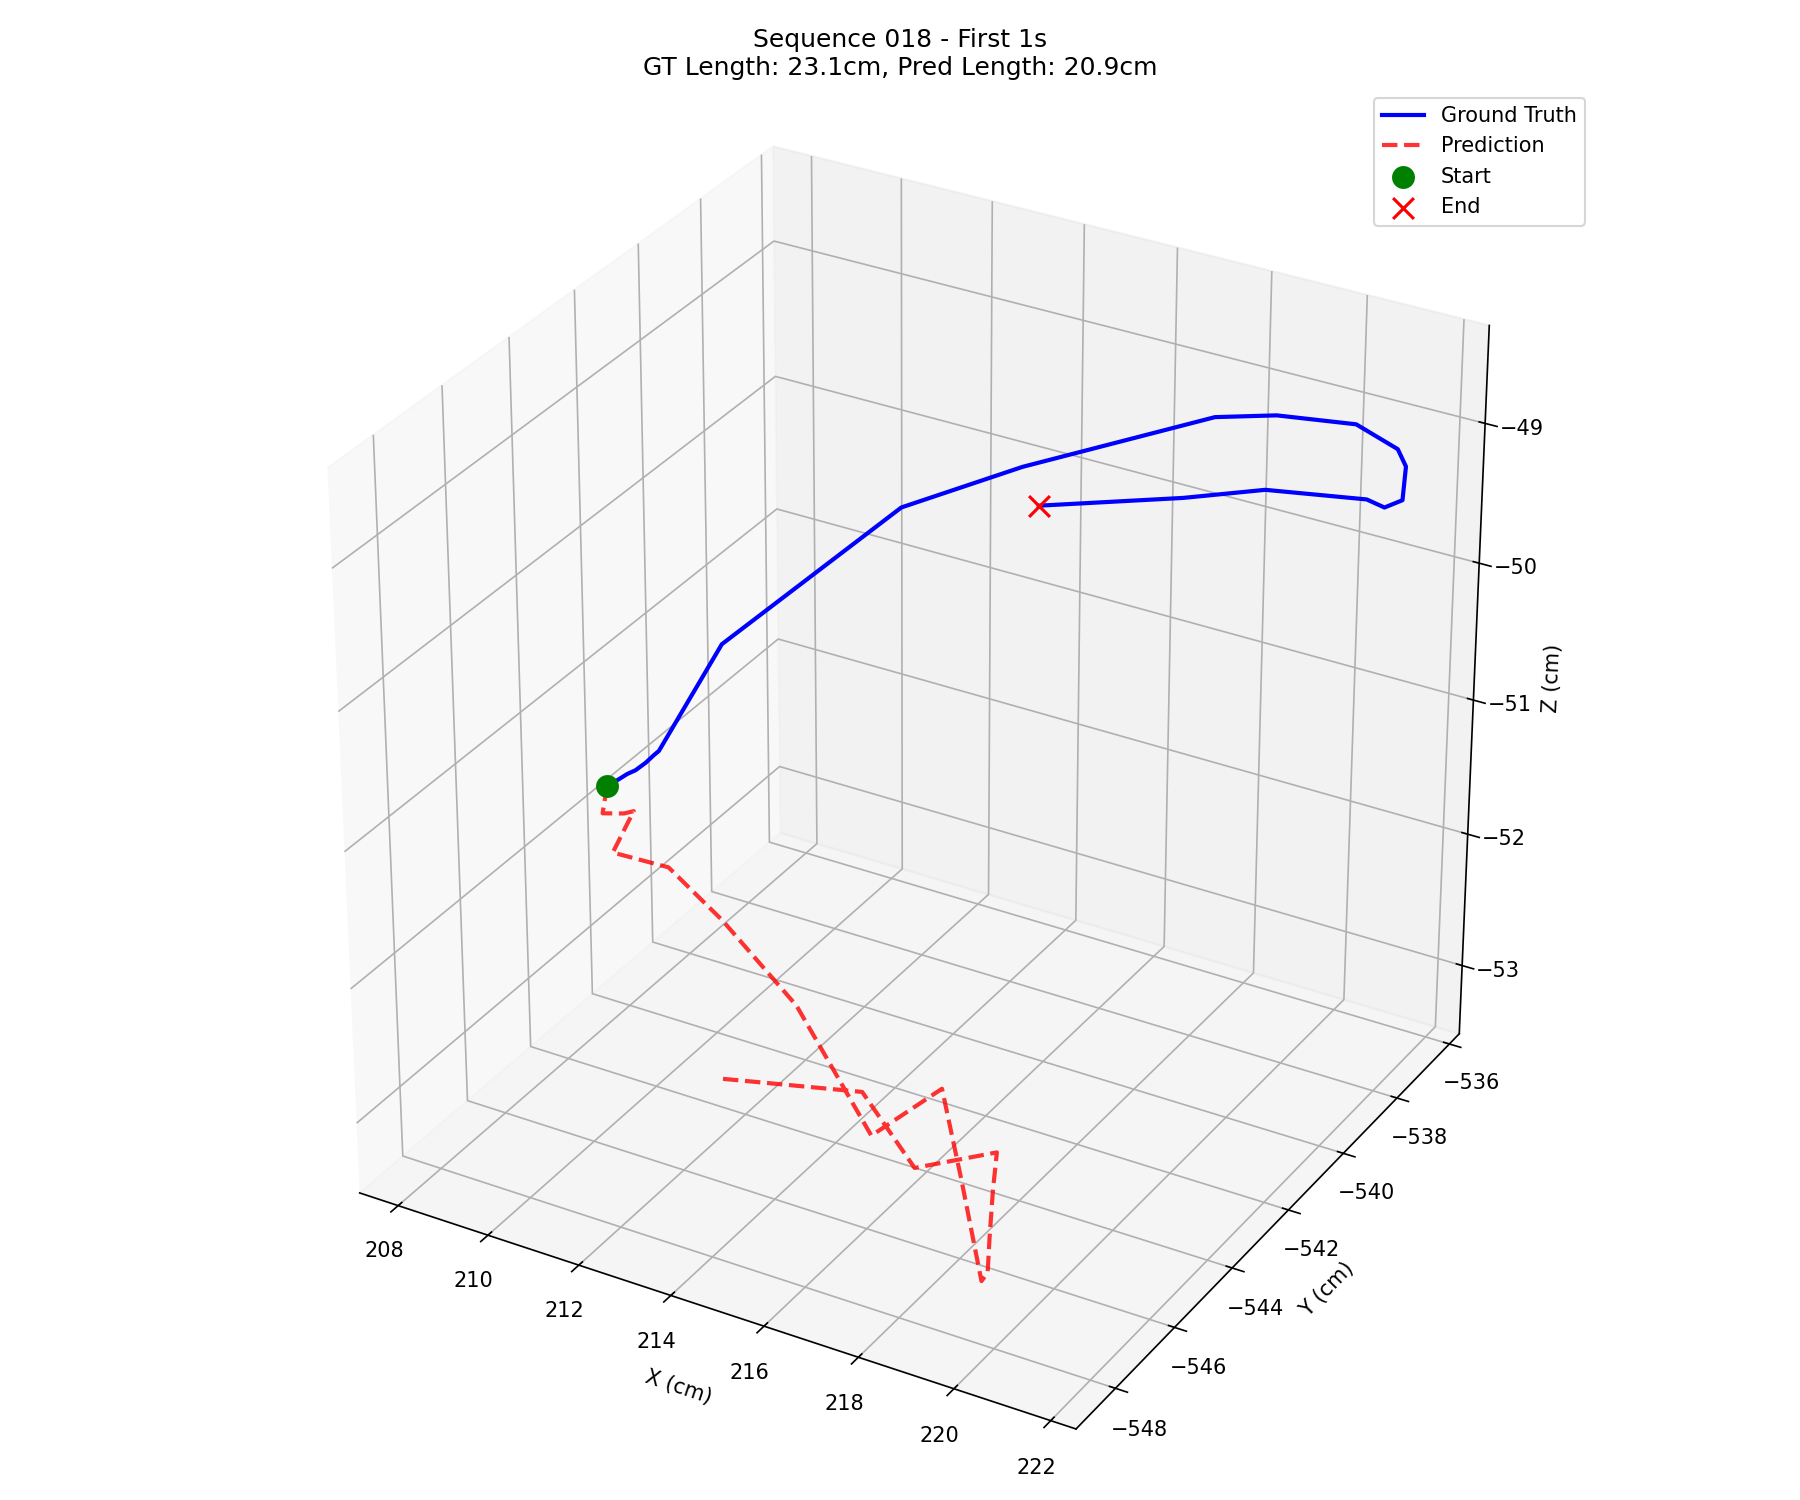 Sequence 018 - First 1s
GT Length: 23.1cm, Pred Length: 20.9cm
Ground Truth
Prediction
Start
End
−49
−50
−51
−52
−53
Z (cm)
−536
−538
−540
−542
−544
−546
−548
Y (cm)
208
210
212
214
216
218
220
222
X (cm)